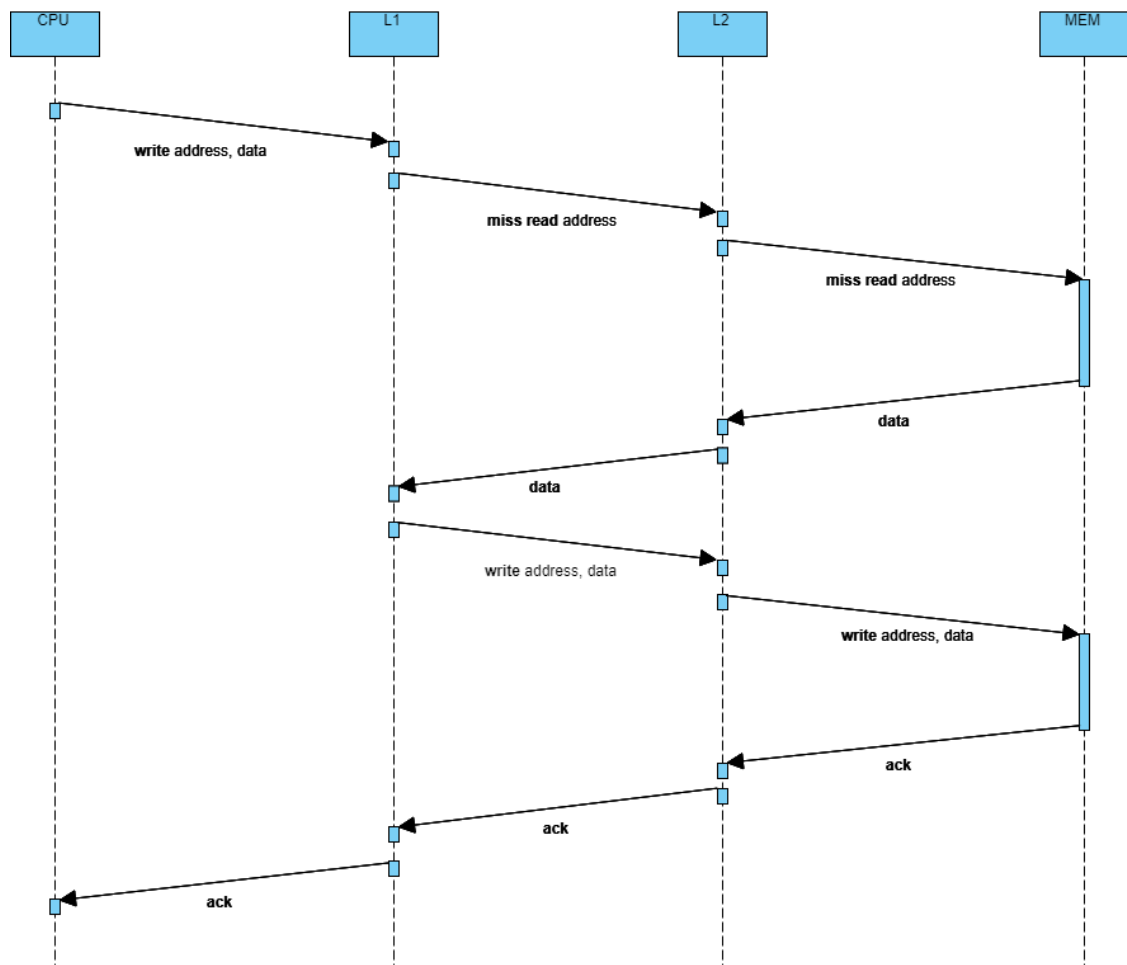 CPU
L1
L2
MEM
write address, data
miss read address
miss read address
data
data
write address, data
write address, data
ack
ack
ack